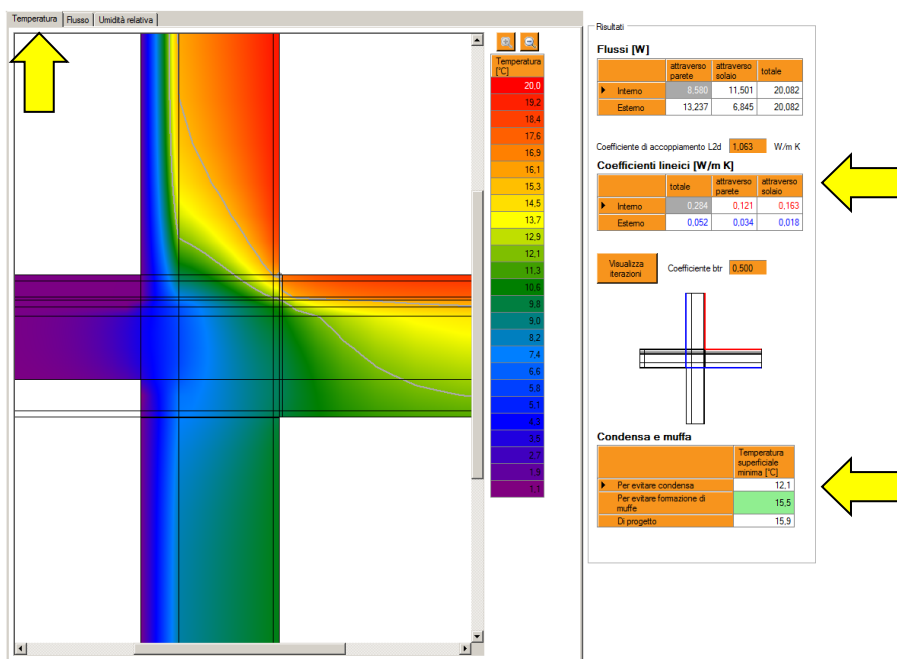 Temperatura Flusso Umidità relativa
Temperatura
[°C]
20,0
19,2
18,4
17,6
16,9
16,1
15,3
14,5
13,7
12,9
12,1
11,3
10,6
9,8
9,0
8,2
7,4
6,6
5,8
5,1
4,3
3,5
2,7
1,9
1,1
Risultati
Flussi [W]
attraverso parete attraverso solaio totale
Interno 8,580 11,501 20,082
Esterno 13,237 6,845 20,082
Coefficiente di accoppiamento L2d 1,063 W/m K
Coefficienti lineici [W/m K]
totale attraverso parete attraverso solaio
Interno 0,284 0,121 0,163
Esterno 0,052 0,034 0,018
Visualizza
iterazioni
Coefficiente btr 0,500
Condensa e muffa
Temperatura
superficiale
minima [°C]
Per evitare condensa 12,1
Per evitare formazione di
muffe 15,5
Di progetto 15,9